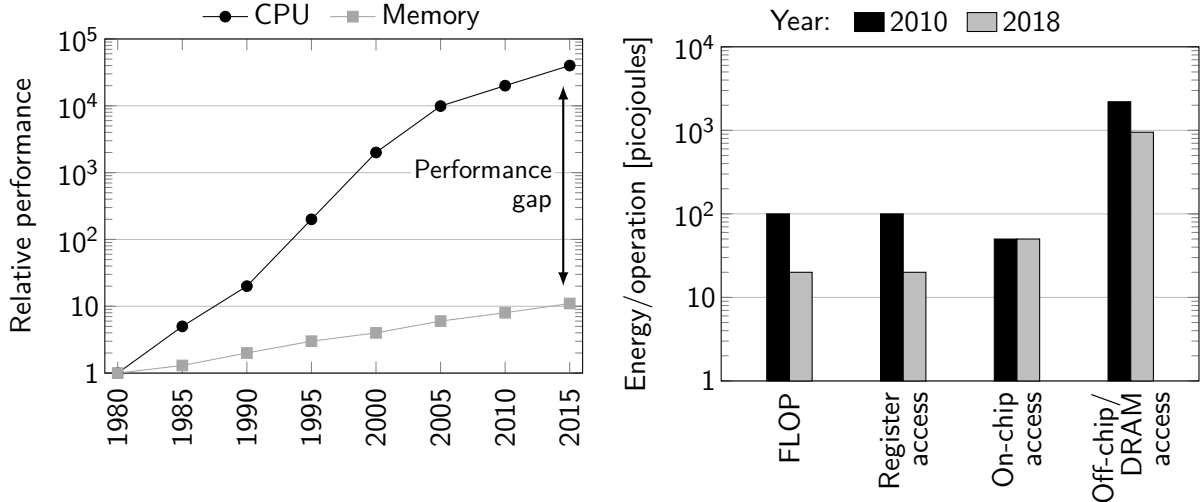 CPU Memory
Relative performance
10^5
10^4
10^3
10^2
10
1
Performance
gap
1980 1985 1990 1995 2000 2005 2010 2015
Year: 2010 2018
Energy/operation [picojoules]
10^4
10^3
10^2
10
1
FLOP
Register
access
On-chip
access
Off-chip/
DRAM
access